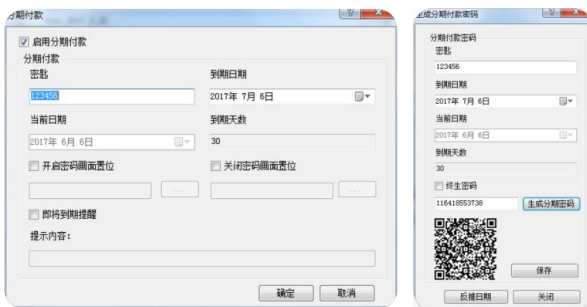 分期付款
启用分期付款
分期付款
密匙
到期日期
123456
2017年 7月 6日
当前日期
到期天数
2017年 6月 6日
30
开启密码画面置位
关闭密码画面置位
...
...
即将到期提醒
提示内容:
确定
取消
生成分期付款密码
分期付款密码
密匙
123456
到期日期
2017年 7月 6日
当前日期
2017年 6月 6日
到期天数
30
终生密码
116418553738
生成分期密码
保存
反推日期
关闭